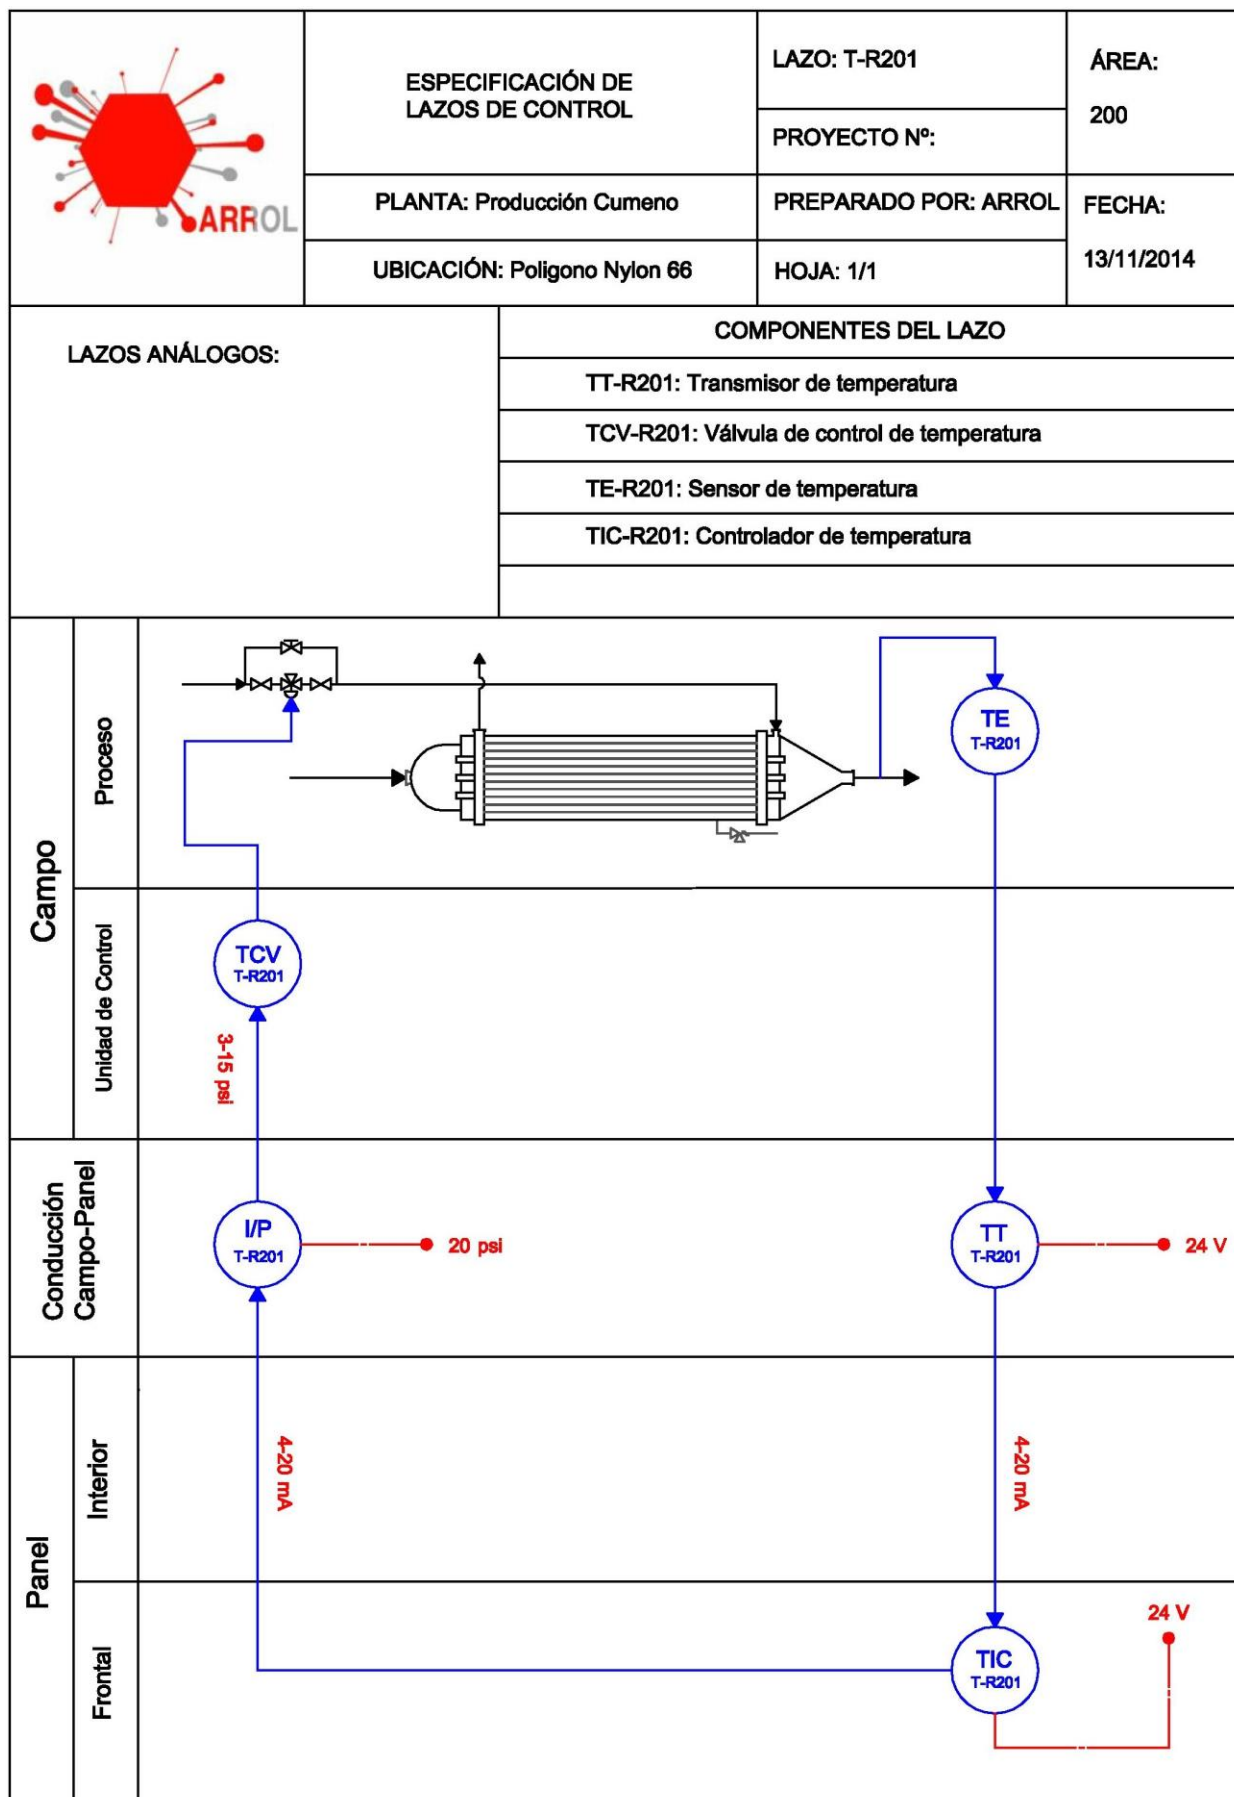 ARROL
ESPECIFICACIÓN DE
LAZOS DE CONTROL
LAZO: T-R201
PROYECTO Nº:
ÁREA:
200
PLANTA: Producción Cumeno
PREPARADO POR: ARROL
FECHA:
13/11/2014
UBICACIÓN: Poligono Nylon 66
HOJA: 1/1
LAZOS ANÁLOGOS:
COMPONENTES DEL LAZO
TT-R201: Transmisor de temperatura
TCV-R201: Válvula de control de temperatura
TE-R201: Sensor de temperatura
TIC-R201: Controlador de temperatura
Campo
Proceso
TE
T-R201
Unidad de Control
TCV
T-R201
3-15 psi
Conducción
Campo-Panel
I/P
T-R201
20 psi
TT
T-R201
24 V
Panel
Interior
4-20 mA
4-20 mA
Frontal
TIC
T-R201
24 V